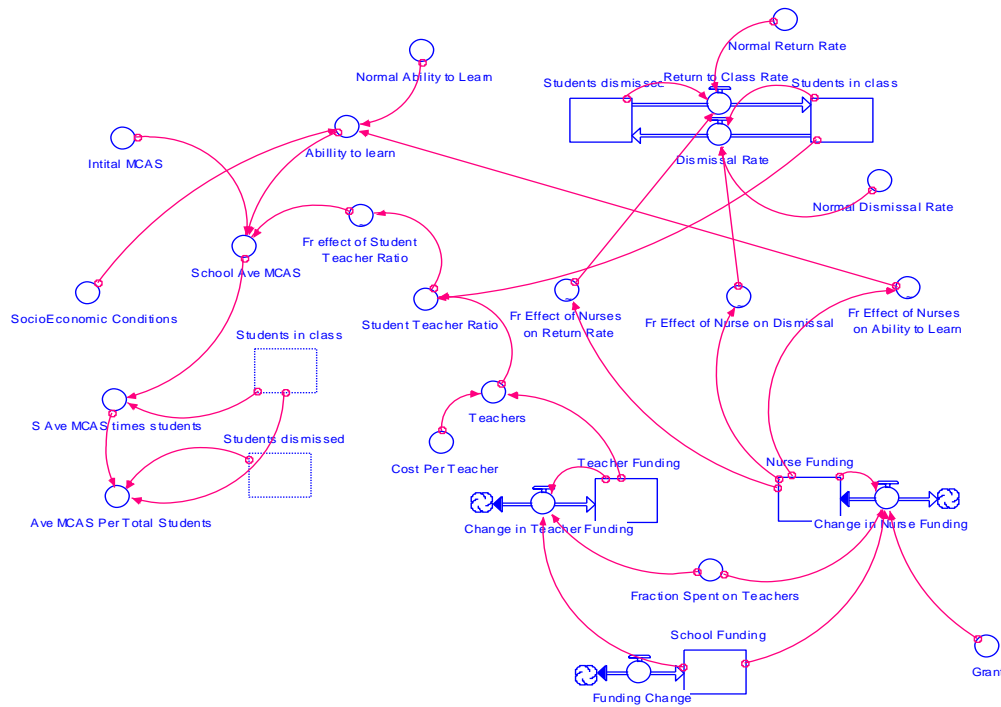 Normal Return Rate
Normal Ability to Learn
Return to Class Rate
Students dismissed
Students in class
Intital MCAS
Abiility to learn
Dismissal Rate
Normal Dismissal Rate
Fr effect of Student
Teacher Ratio
School Ave MCAS
SocioEconomic Conditions
Student Teacher Ratio
Fr Effect of Nurses
on Return Rate
Fr Effect of Nurse on Dismissal
Fr Effect of Nurses
on Ability to Learn
Students in class
S Ave MCAS times students
Teachers
Students dismissed
Cost Per Teacher
Teacher Funding
Nurse Funding
Ave MCAS Per Total Students
Change in Teacher Funding
Change in Nurse Funding
Fraction Spent on Teachers
School Funding
Grant
Funding Change